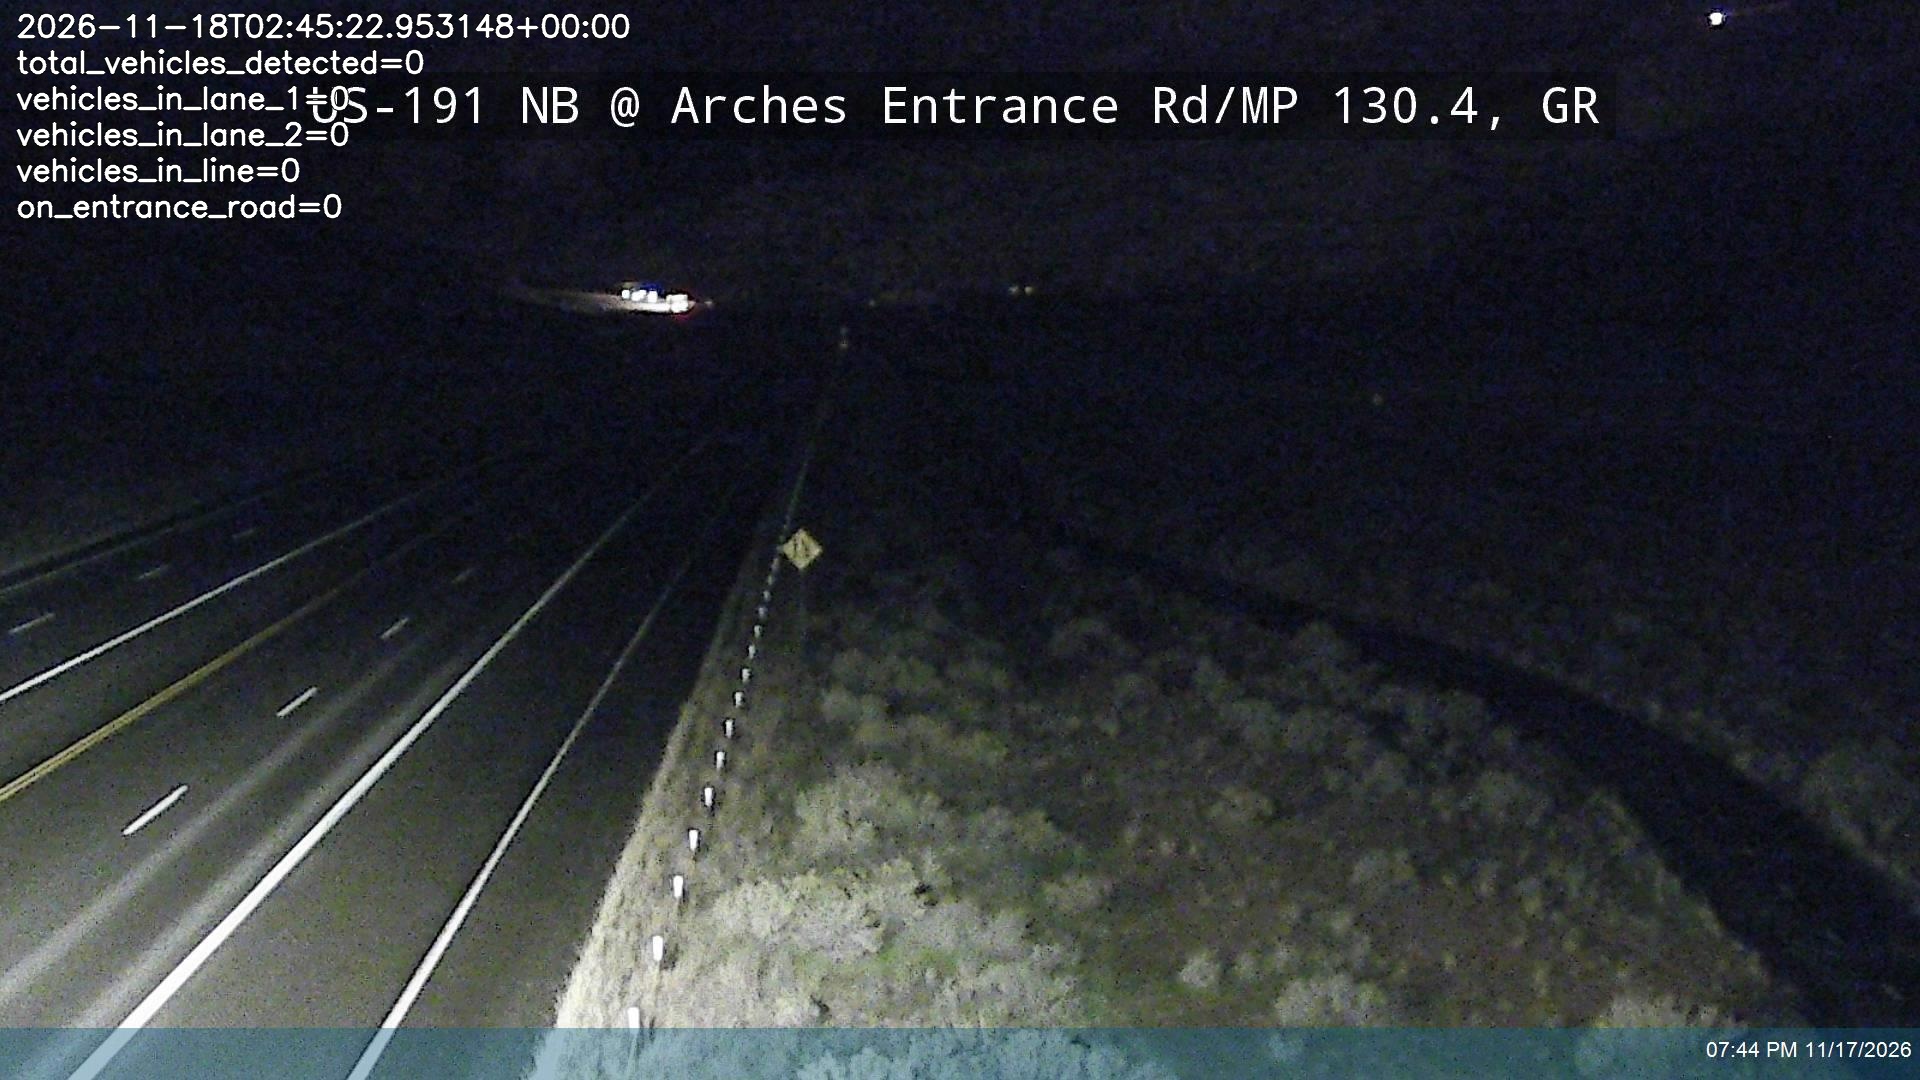 2026-11-18T02:45:22.953148+00:00
total_vehicles_detected=0
vehicles_in_lane_1=0
US-191 NB @ Arches Entrance Rd/MP 130.4, GR
vehicles_in_lane_2=0
vehicles_in_line=0
on_entrance_road=0
07:44 PM 11/17/2026